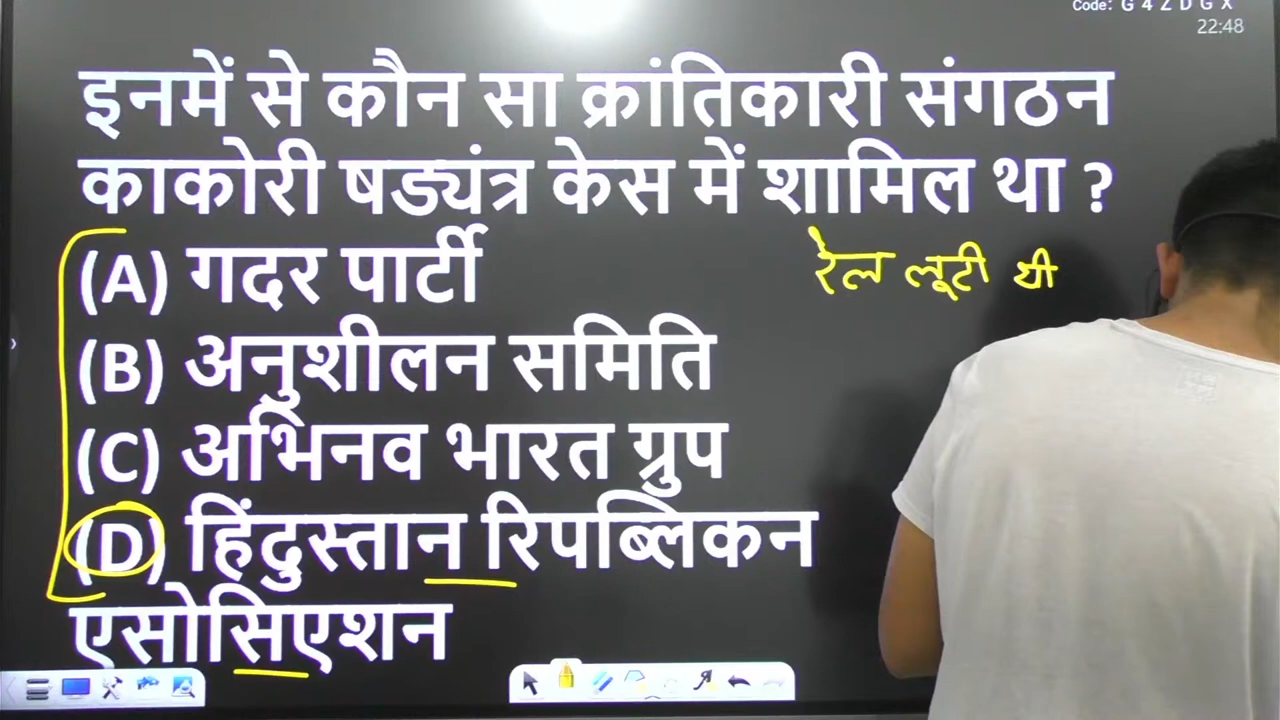 Code: G 4 Z D G X
22:48
इनमें से कौन सा क्रांतिकारी संगठन
काकोरी षड्यंत्र केस में शामिल था ?
(A) गदर पार्टी
रेल लूटी थी
(B) अनुशीलन समिति
(C) अभिनव भारत ग्रुप
(D) हिंदुस्तान रिपब्लिकन
एसोसिएशन